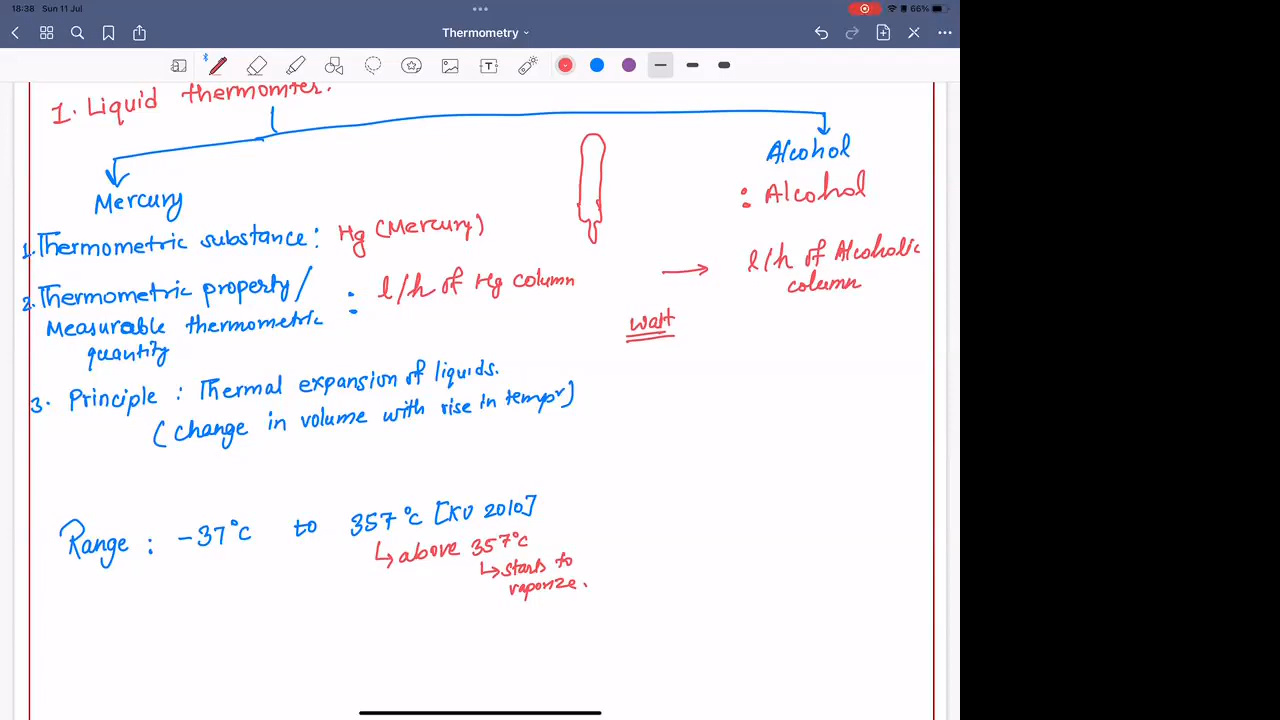 18:38 Sun 11 Jul
66%
Thermometry
1. Liquid thermometer.
Mercury
Alcohol
1. Thermometric substance : Hg (Mercury)
: Alcohol
2. Thermometric property/ : l/h of Hg column → l/h of Alcoholic column
Measurable thermometric
quantity
watt
3. Principle : Thermal expansion of liquids.
(change in volume with rise in tempr)
Range : -37°C to 357°C [KU 2010]
↳ above 357°C
↳ starts to
vaporize.